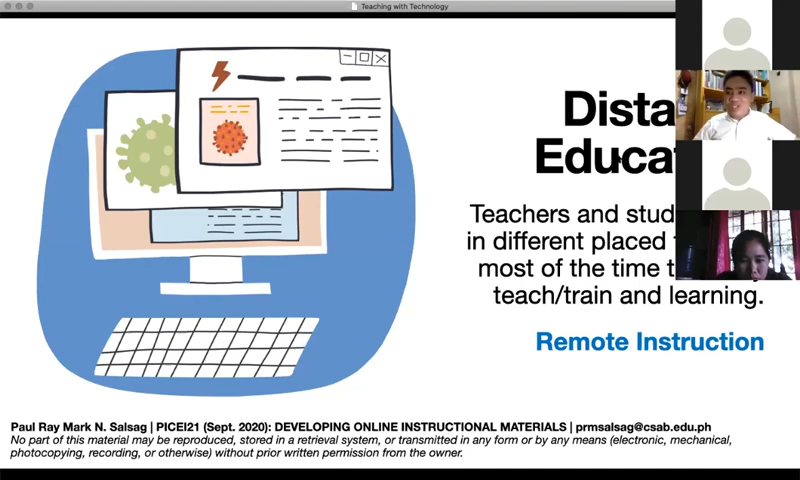 Teaching with Technology
Dista
Educa
Teachers and stud
in different placed
most of the time t
teach/train and learning.
Remote Instruction
Paul Ray Mark N. Salsag | PICEI21 (Sept. 2020): DEVELOPING ONLINE INSTRUCTIONAL MATERIALS | prmsalsag@csab.edu.ph
No part of this material may be reproduced, stored in a retrieval system, or transmitted in any form or by any means (electronic, mechanical,
photocopying, recording, or otherwise) without prior written permission from the owner.